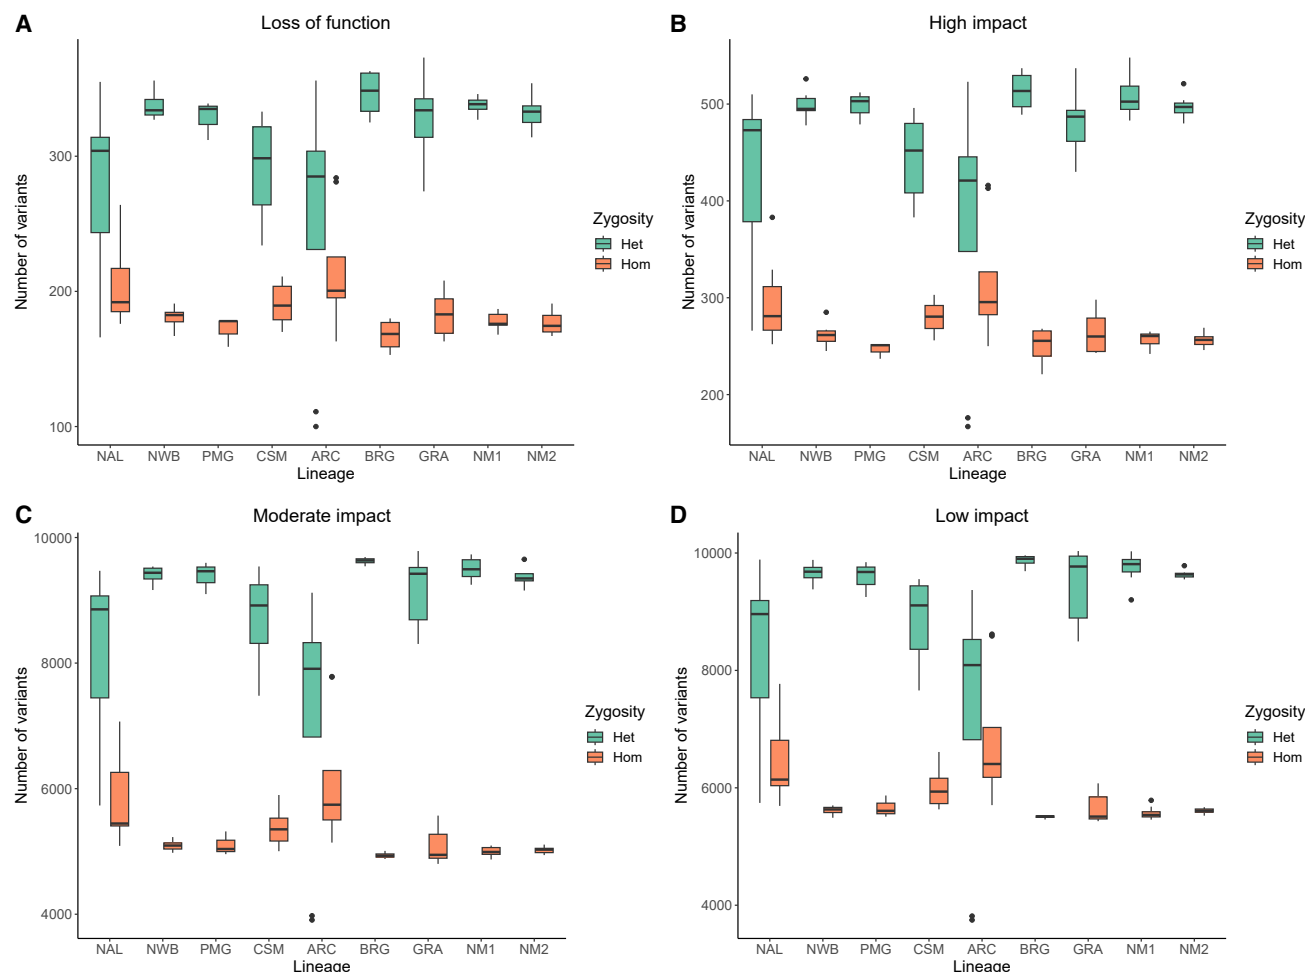 A
Loss of function
Number of variants
300
200
100
NAL NWB PMG CSM ARC BRG GRA NM1 NM2
Lineage
Zygosity
Het
Hom
B
High impact
Number of variants
500
400
300
200
NAL NWB PMG CSM ARC BRG GRA NM1 NM2
Lineage
Zygosity
Het
Hom
C
Moderate impact
Number of variants
10000
8000
6000
4000
NAL NWB PMG CSM ARC BRG GRA NM1 NM2
Lineage
Zygosity
Het
Hom
D
Low impact
Number of variants
10000
8000
6000
4000
NAL NWB PMG CSM ARC BRG GRA NM1 NM2
Lineage
Zygosity
Het
Hom